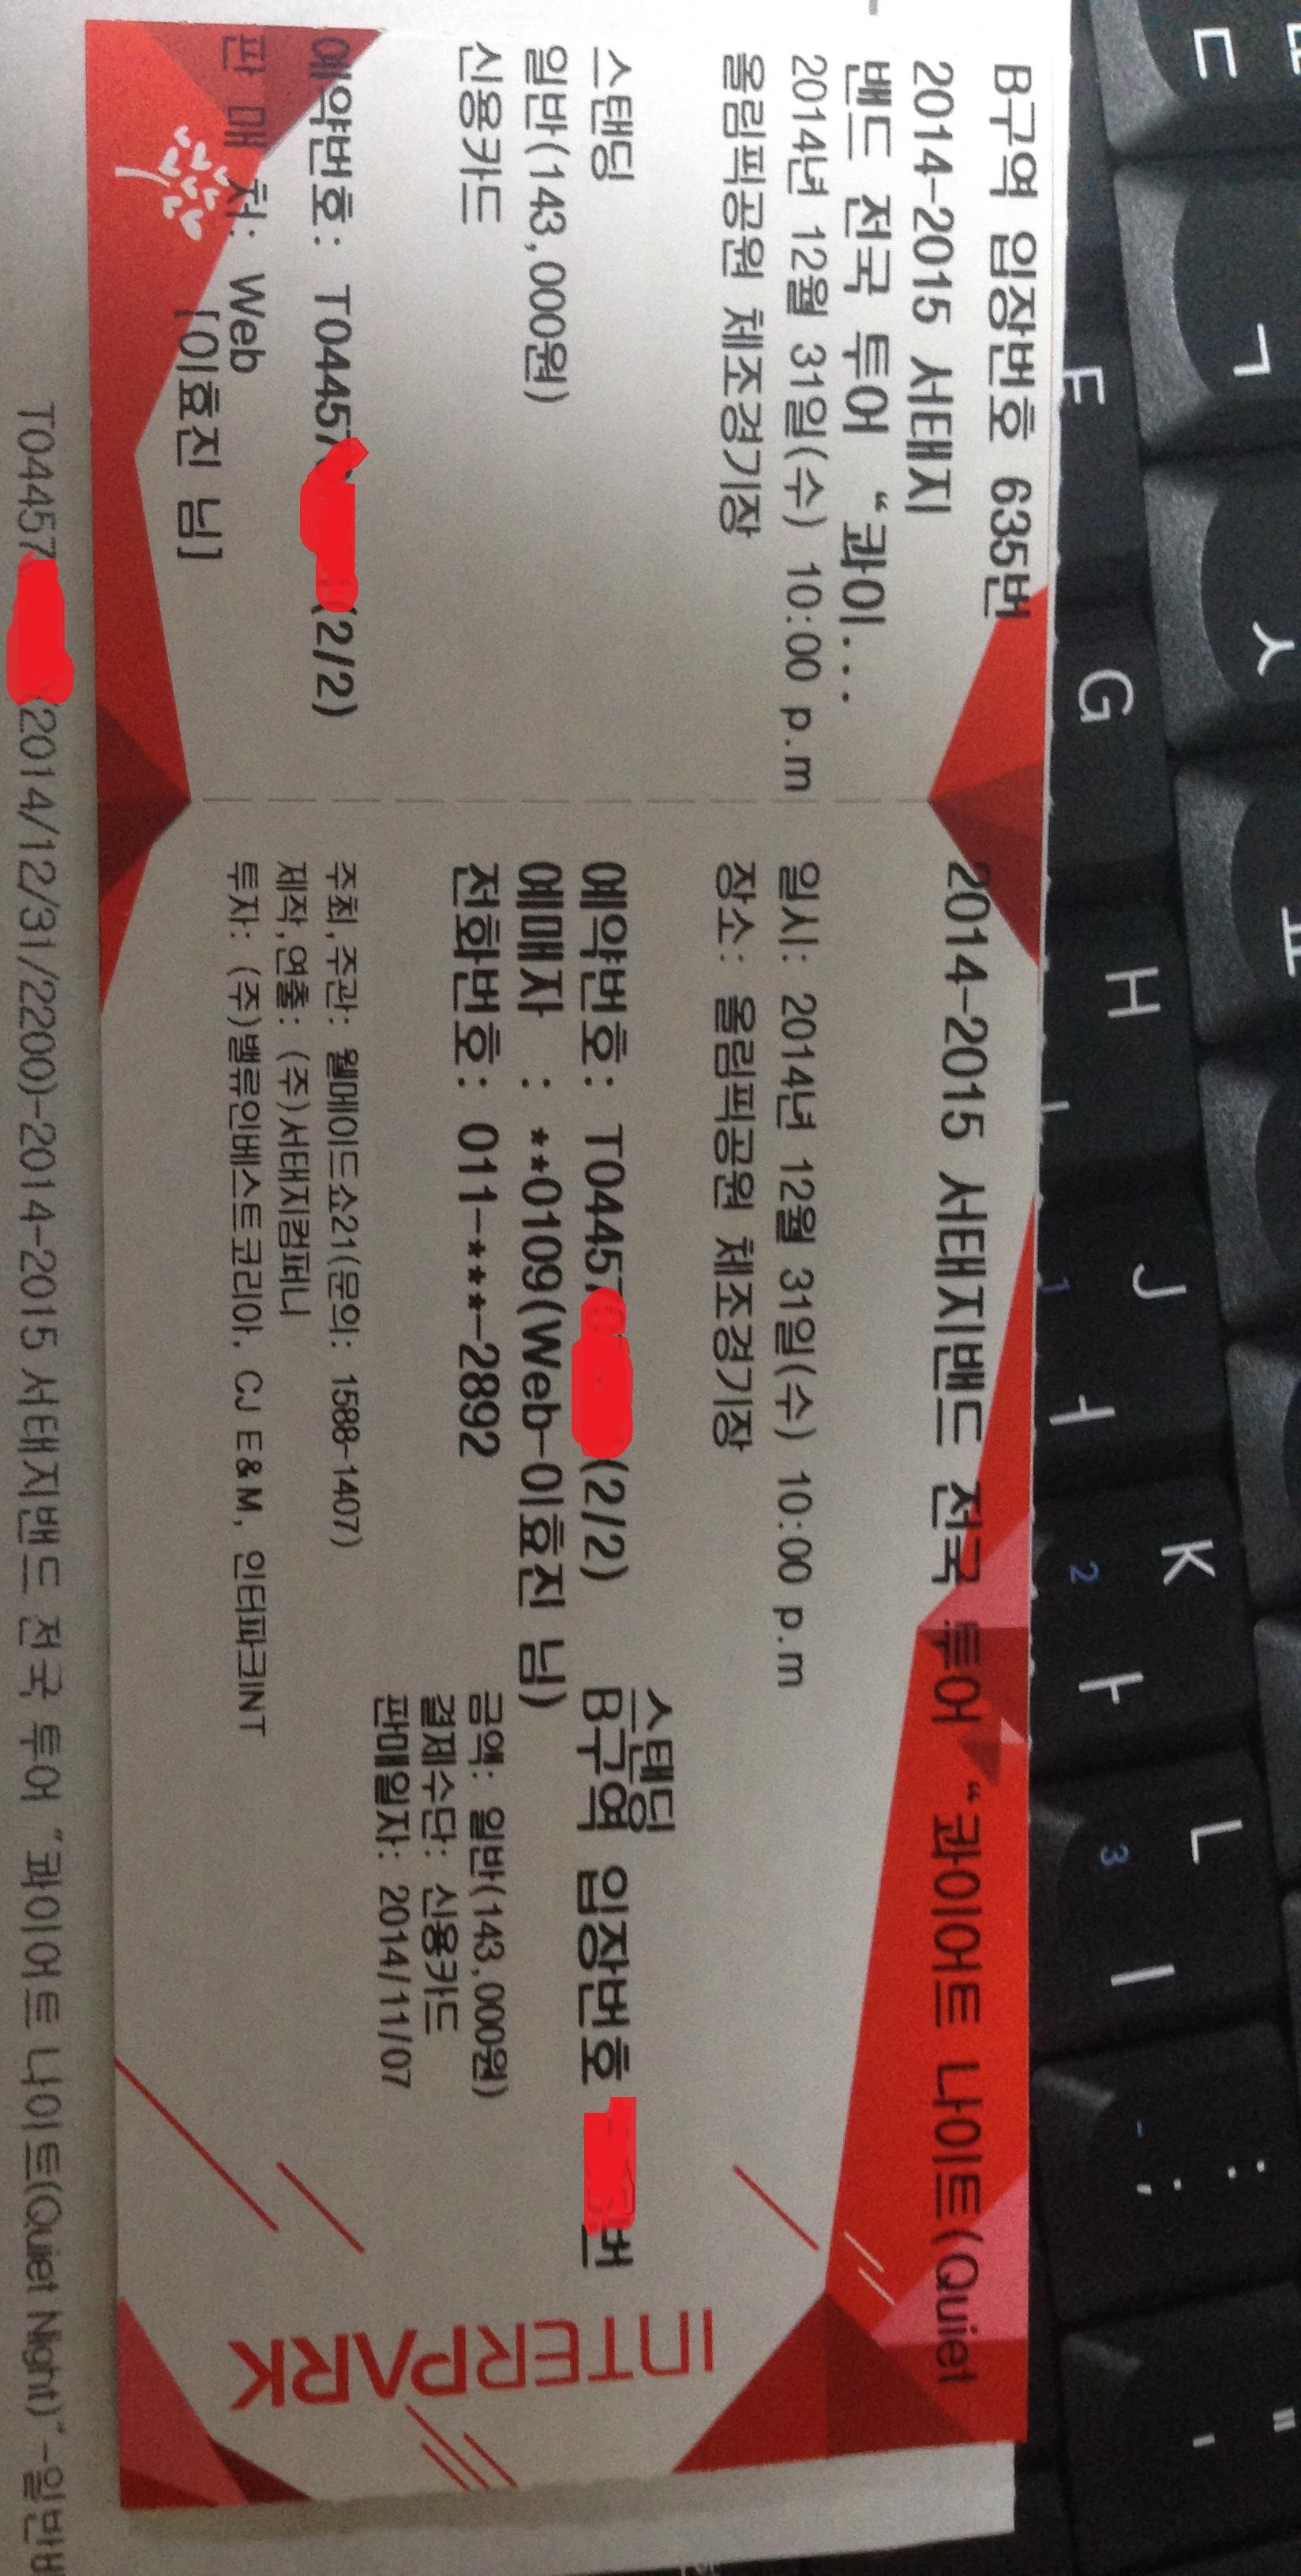 B구역 입장번호 635번
2014-2015 서태지
밴드 전국 투어 “콰이...
2014년 12월 31일(수) 10:00 p.m
올림픽공원 체조경기장
스탠딩
일반(143,000원)
신용카드
예약번호: T04457 (2/2)
판 매 처: Web
[이효진 님]
2014-2015 서태지밴드 전국 투어 “콰이어트 나이트(Quiet
일시: 2014년 12월 31일(수) 10:00 p.m
장소: 올림픽공원 체조경기장
스탠딩
예약번호: T04457 (2/2) B구역 입장번호 번
예매자 : **0109(Web-이효진 님)
전화번호: 011-***-2892
금액: 일반(143,000원)
결제수단: 신용카드
판매일자: 2014/11/07
주최,주관: 웰메이드쇼21(문의: 1588-1407)
제작,연출: (주)서태지컴퍼니
투자: (주)밸류인베스트코리아, CJ E&M, 인터파크INT
INTERPARK
T04457 2014/12/31/2200)-2014-2015 서태지밴드 전국 투어 “콰이어트 나이트(Quiet Night)”-일반
ㄷ
ㄱ
ㅅ
G
H
J
K
L
ㅓ
ㅏ
ㅣ
1
2
3
:
;
"
'